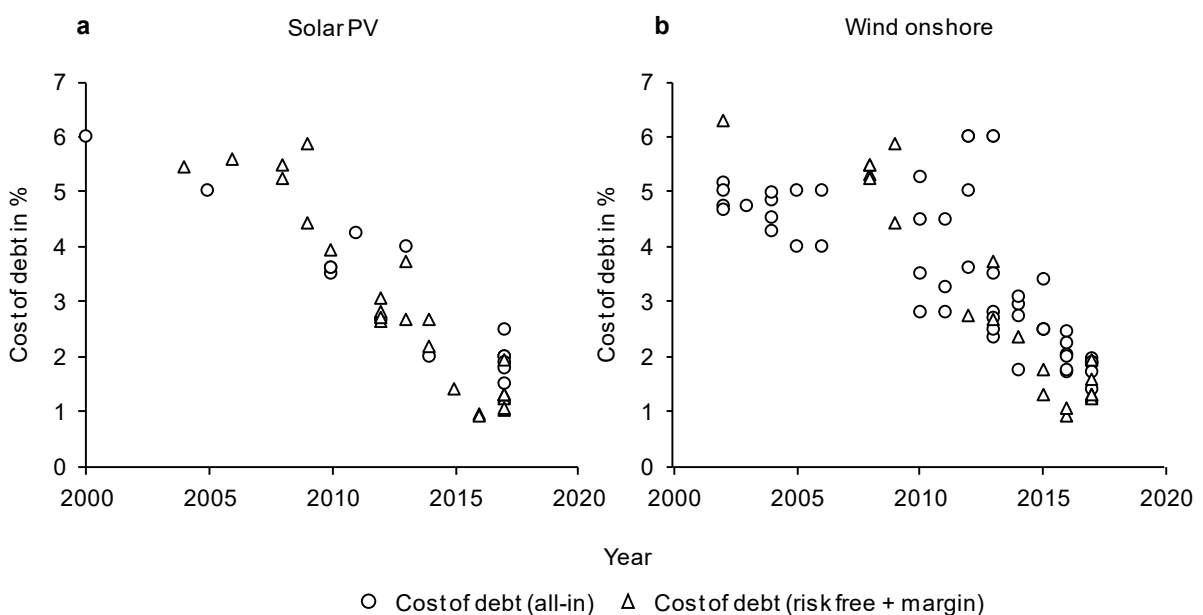 a Solar PV
7
6
5
4
3
2
1
0
Cost of debt in %
2000 2005 2010 2015 2020
b Wind onshore
7
6
5
4
3
2
1
0
Cost of debt in %
2000 2005 2010 2015 2020
Year
Cost of debt (all-in) Cost of debt (risk free + margin)